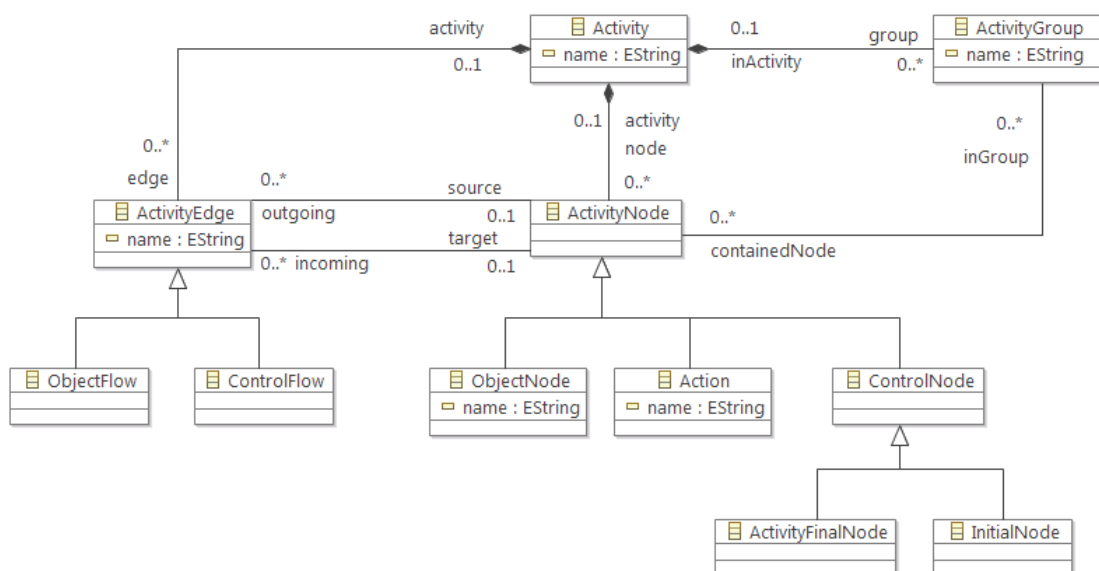 activity
Activity
0..1
group
ActivityGroup
name : EString
0..1
inActivity
0..*
name : EString
0..1
activity
node
0..*
inGroup
0..*
edge
0..*
source
0..*
ActivityEdge
outgoing
0..1
ActivityNode
0..*
name : EString
target
containedNode
0..* incoming
0..1
ObjectFlow
ControlFlow
ObjectNode
Action
ControlNode
name : EString
name : EString
ActivityFinalNode
InitialNode